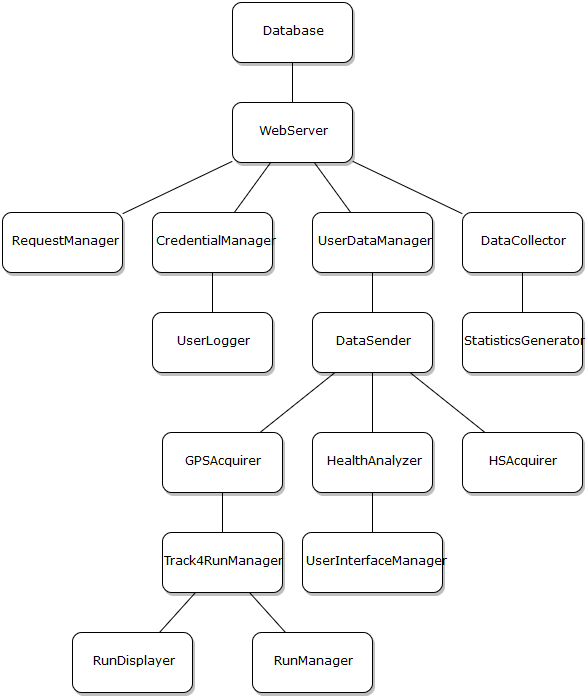 Database
WebServer
RequestManager
CredentialManager
UserDataManager
DataCollector
UserLogger
DataSender
StatisticsGenerator
GPSAcquirer
HealthAnalyzer
HSAcquirer
Track4RunManager
UserInterfaceManager
RunDisplayer
RunManager